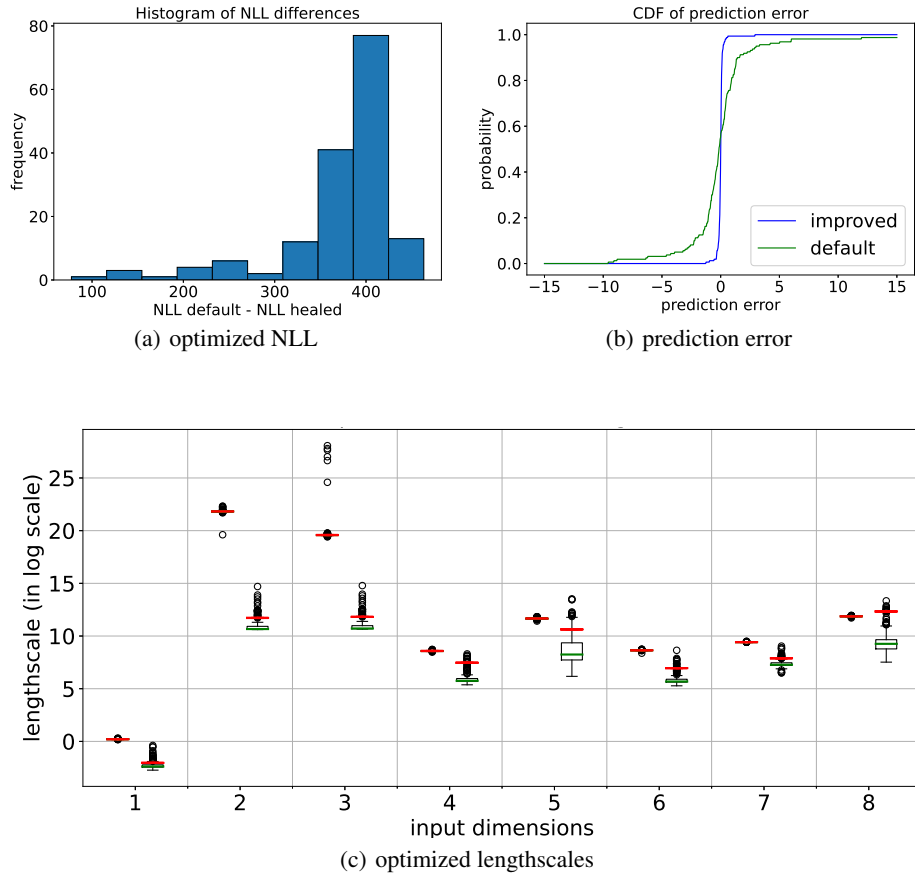 Histogram of NLL differences
80
60
40
20
0
frequency
100 200 300 400
NLL default - NLL healed
(a) optimized NLL
CDF of prediction error
1.0
0.8
0.6
0.4
0.2
0.0
probability
improved
default
−15 −10 −5 0 5 10 15
prediction error
(b) prediction error
25
20
15
10
5
0
lengthscale (in log scale)
1 2 3 4 5 6 7 8
input dimensions
(c) optimized lengthscales